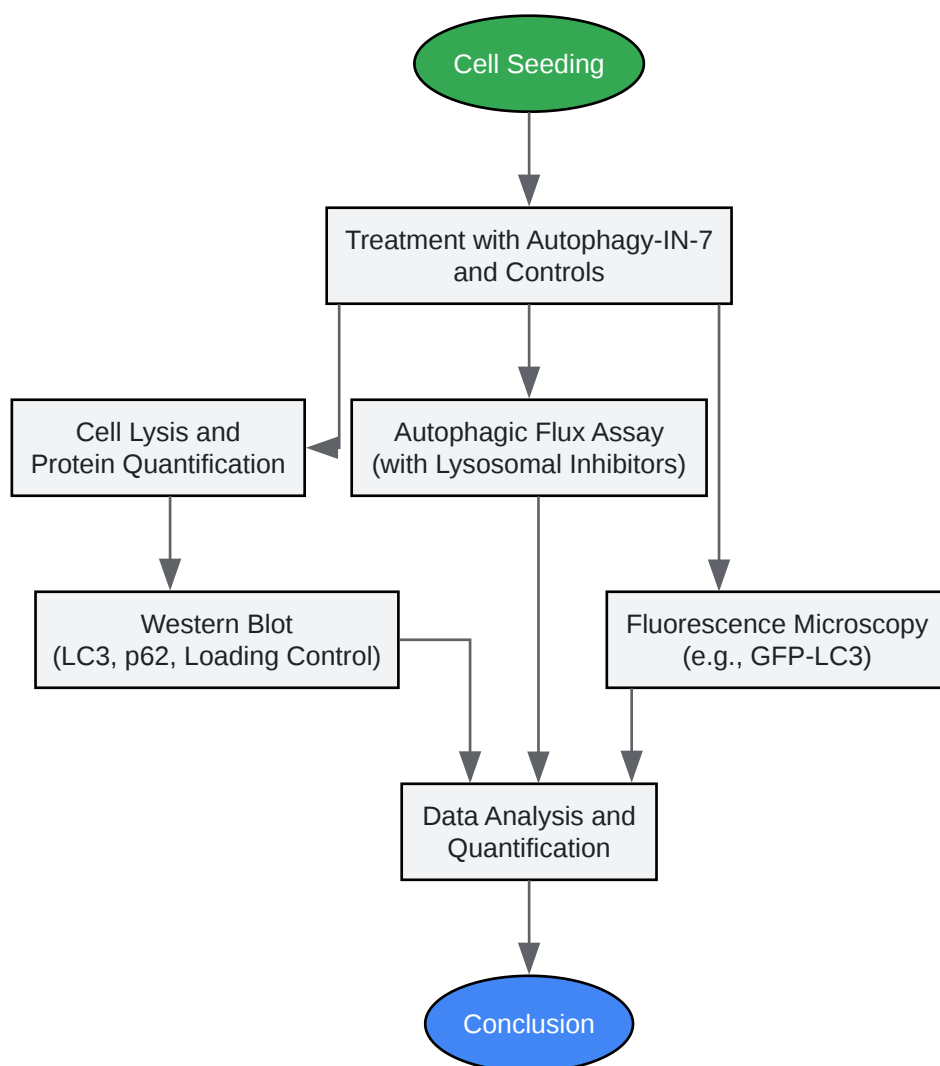 Cell Seeding
Treatment with Autophagy-IN-7
and Controls
Cell Lysis and
Protein Quantification
Autophagic Flux Assay
(with Lysosomal Inhibitors)
Western Blot
(LC3, p62, Loading Control)
Fluorescence Microscopy
(e.g., GFP-LC3)
Data Analysis and
Quantification
Conclusion